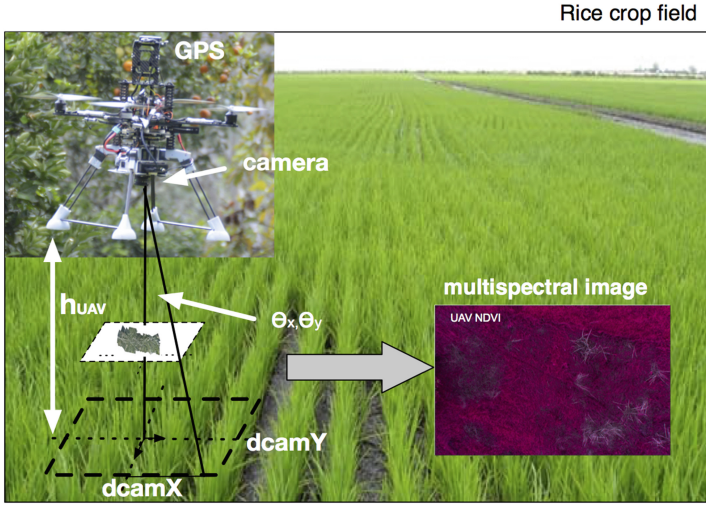 Rice crop field
GPS
camera
hUAV
ϴx,ϴy
multispectral image
UAV NDVI
dcamY
dcamX